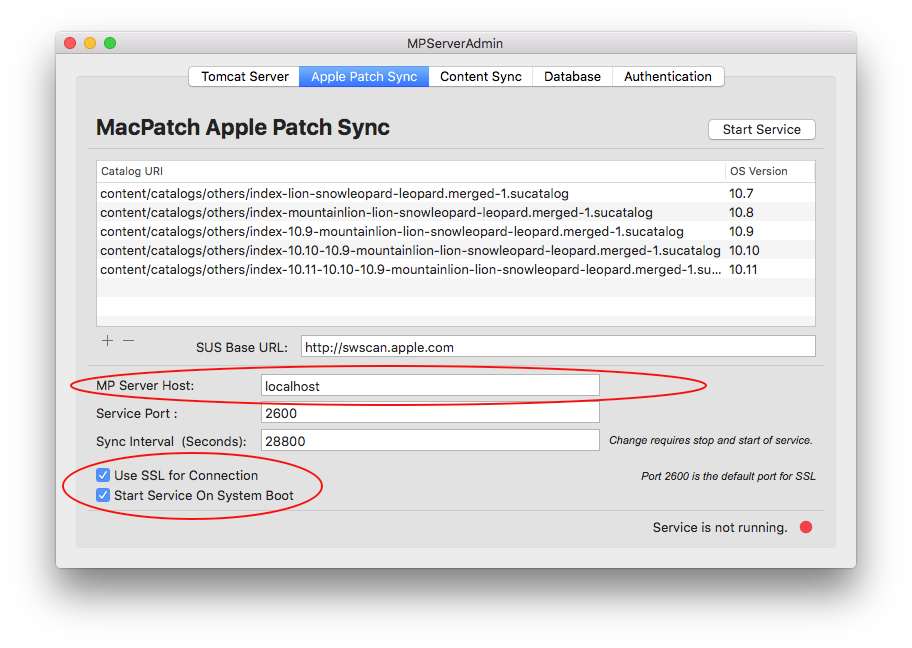 MPServerAdmin
Tomcat Server Apple Patch Sync Content Sync Database Authentication
MacPatch Apple Patch Sync Start Service
Catalog URI OS Version
content/catalogs/others/index-lion-snowleopard-leopard.merged-1.sucatalog 10.7
content/catalogs/others/index-mountainlion-lion-snowleopard-leopard.merged-1.sucatalog 10.8
content/catalogs/others/index-10.9-mountainlion-lion-snowleopard-leopard.merged-1.sucatalog 10.9
content/catalogs/others/index-10.10-10.9-mountainlion-lion-snowleopard-leopard.merged-1.sucatalog 10.10
content/catalogs/others/index-10.11-10.10-10.9-mountainlion-lion-snowleopard-leopard.merged-1.su... 10.11
SUS Base URL: http://swscan.apple.com
MP Server Host: localhost
Service Port : 2600
Sync Interval (Seconds): 28800 Change requires stop and start of service.
Use SSL for Connection Port 2600 is the default port for SSL
Start Service On System Boot
Service is not running.